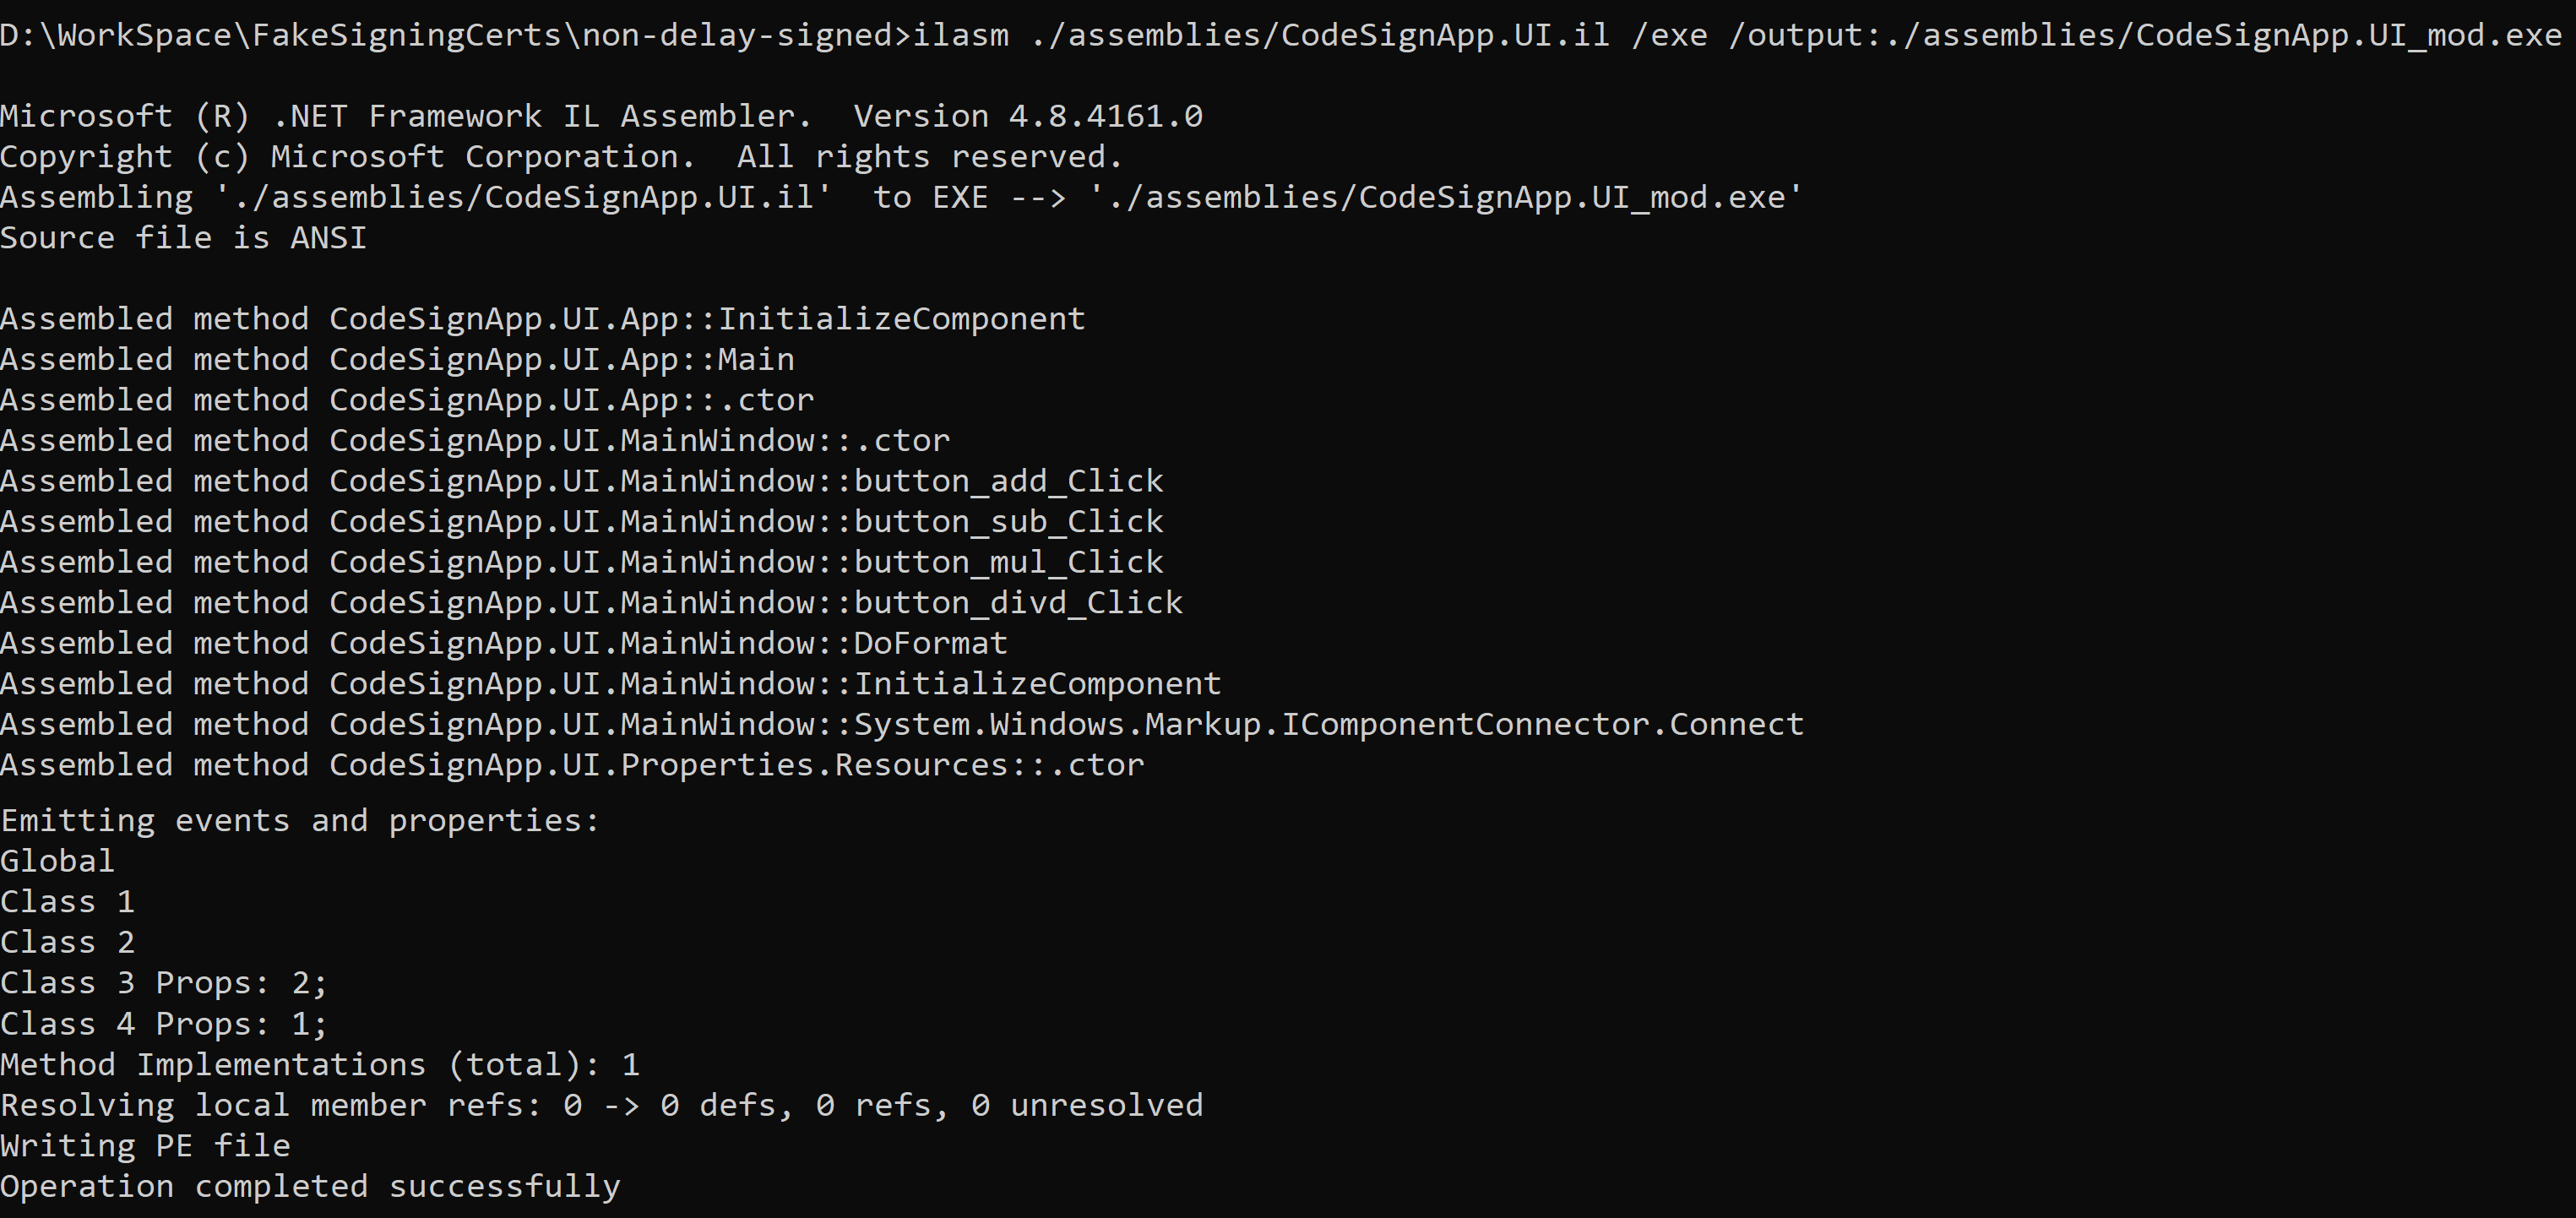 D:\WorkSpace\FakeSigningCerts\non-delay-signed>ilasm ./assemblies/CodeSignApp.UI.il /exe /output:./assemblies/CodeSignApp.UI_mod.exe
Microsoft (R) .NET Framework IL Assembler.  Version 4.8.4161.0
Copyright (c) Microsoft Corporation.  All rights reserved.
Assembling './assemblies/CodeSignApp.UI.il'  to EXE --> './assemblies/CodeSignApp.UI_mod.exe'
Source file is ANSI
Assembled method CodeSignApp.UI.App::InitializeComponent
Assembled method CodeSignApp.UI.App::Main
Assembled method CodeSignApp.UI.App::.ctor
Assembled method CodeSignApp.UI.MainWindow::.ctor
Assembled method CodeSignApp.UI.MainWindow::button_add_Click
Assembled method CodeSignApp.UI.MainWindow::button_sub_Click
Assembled method CodeSignApp.UI.MainWindow::button_mul_Click
Assembled method CodeSignApp.UI.MainWindow::button_divd_Click
Assembled method CodeSignApp.UI.MainWindow::DoFormat
Assembled method CodeSignApp.UI.MainWindow::InitializeComponent
Assembled method CodeSignApp.UI.MainWindow::System.Windows.Markup.IComponentConnector.Connect
Assembled method CodeSignApp.UI.Properties.Resources::.ctor
Emitting events and properties:
Global
Class 1
Class 2
Class 3 Props: 2;
Class 4 Props: 1;
Method Implementations (total): 1
Resolving local member refs: 0 -> 0 defs, 0 refs, 0 unresolved
Writing PE file
Operation completed successfully